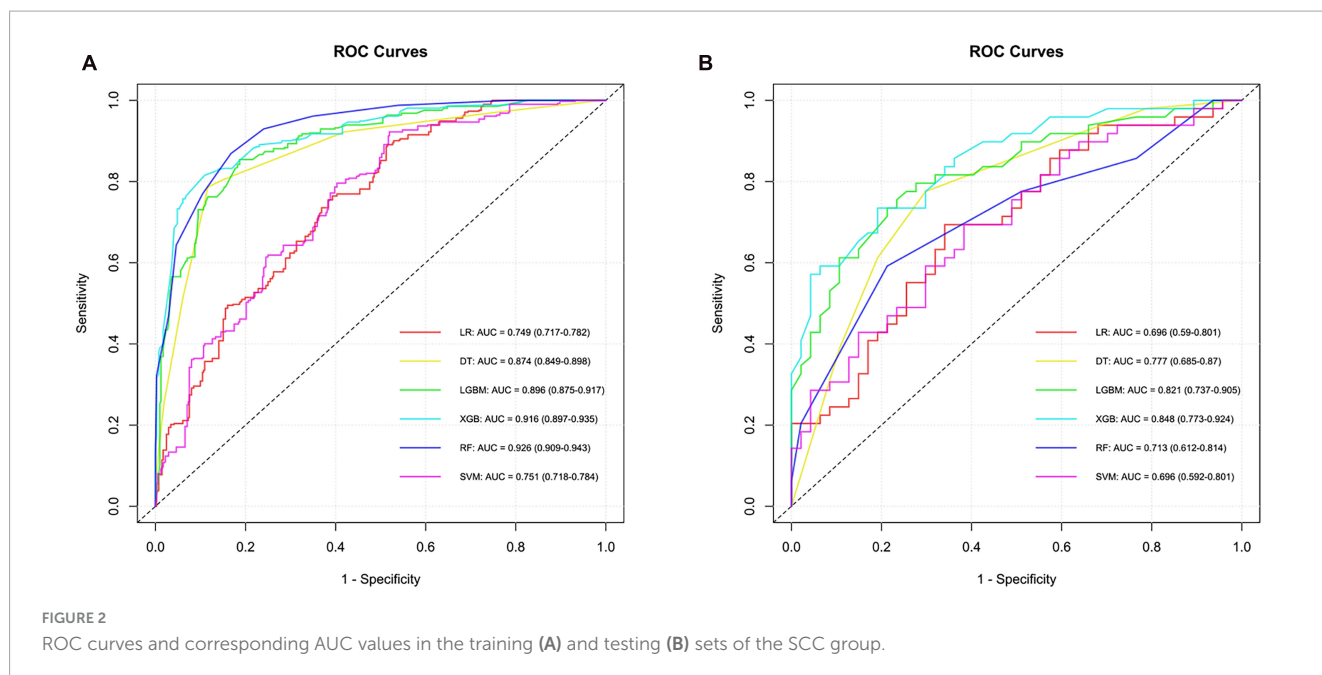 A
ROC Curves
Sensitivity
1.0
0.8
0.6
0.4
0.2
0.0
LR: AUC = 0.749 (0.717-0.782)
DT: AUC = 0.874 (0.849-0.898)
LGBM: AUC = 0.896 (0.875-0.917)
XGB: AUC = 0.916 (0.897-0.935)
RF: AUC = 0.926 (0.909-0.943)
SVM: AUC = 0.751 (0.718-0.784)
0.0 0.2 0.4 0.6 0.8 1.0
1 - Specificity
B
ROC Curves
Sensitivity
1.0
0.8
0.6
0.4
0.2
0.0
LR: AUC = 0.696 (0.59-0.801)
DT: AUC = 0.777 (0.685-0.87)
LGBM: AUC = 0.821 (0.737-0.905)
XGB: AUC = 0.848 (0.773-0.924)
RF: AUC = 0.713 (0.612-0.814)
SVM: AUC = 0.696 (0.592-0.801)
0.0 0.2 0.4 0.6 0.8 1.0
1 - Specificity
FIGURE 2
ROC curves and corresponding AUC values in the training (A) and testing (B) sets of the SCC group.